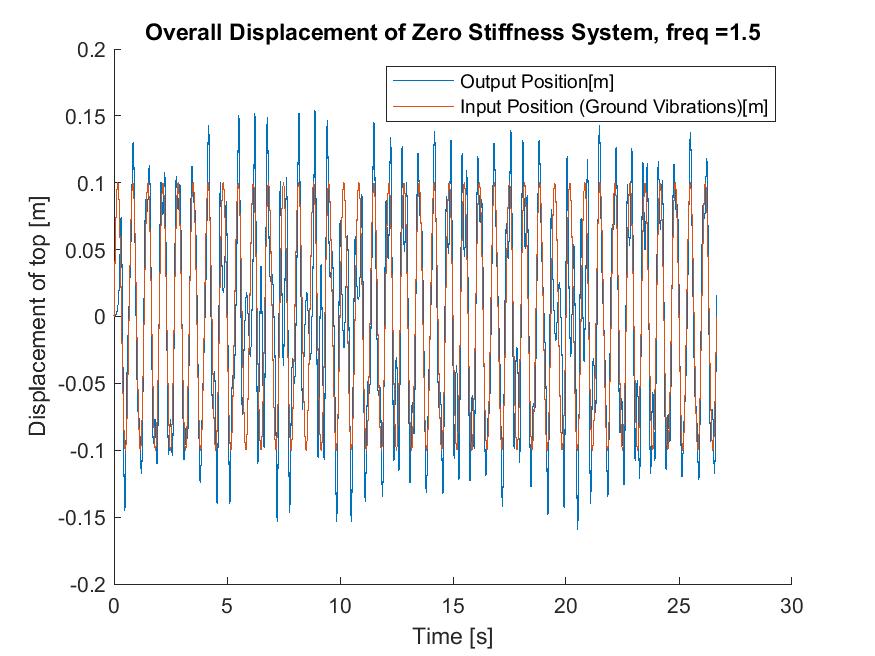 Overall Displacement of Zero Stiffness System, freq =1.5
Output Position[m]
Input Position (Ground Vibrations)[m]
Displacement of top [m]
0.2
0.15
0.1
0.05
0
-0.05
-0.1
-0.15
-0.2
0 5 10 15 20 25 30
Time [s]